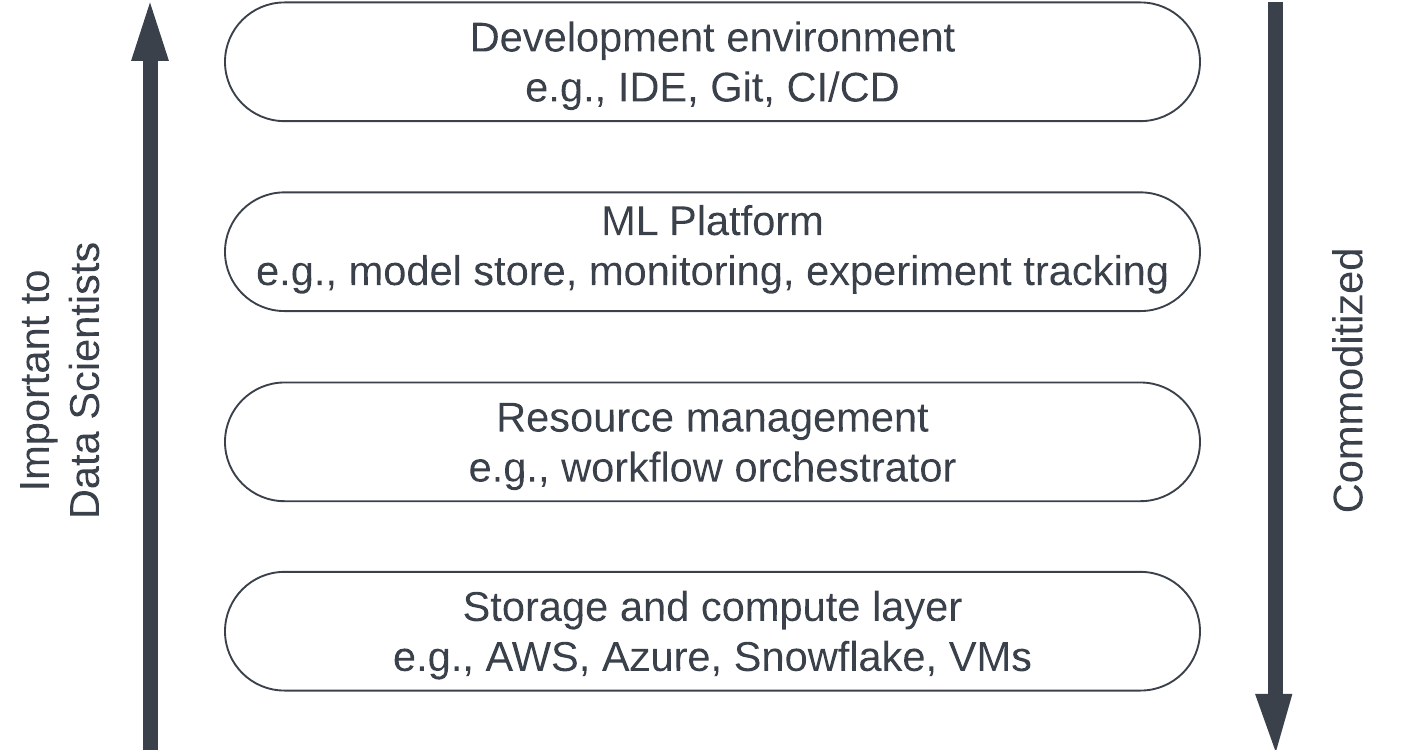 Development environment
e.g., IDE, Git, CI/CD
ML Platform
e.g., model store, monitoring, experiment tracking
Resource management
e.g., workflow orchestrator
Storage and compute layer
e.g., AWS, Azure, Snowflake, VMs
Important to
Data Scientists
Commoditized